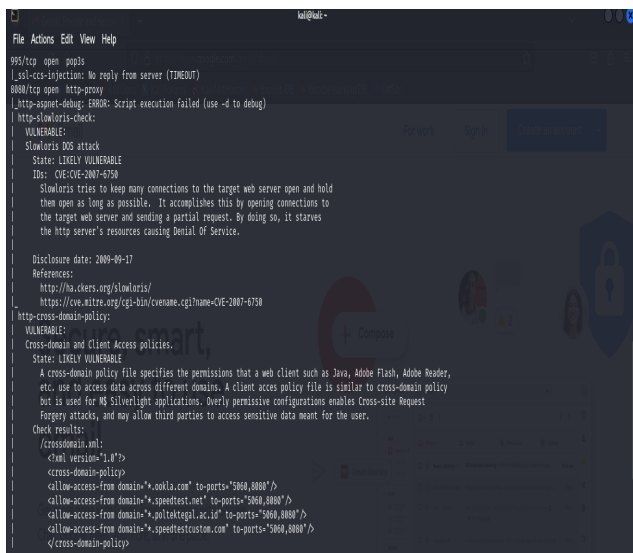 kali@kali: ~
File Actions Edit View Help
995/tcp open pop3s
|_ssl-ccs-injection: No reply from server (TIMEOUT)
8080/tcp open http-proxy
|_http-aspnet-debug: ERROR: Script execution failed (use -d to debug)
| http-slowloris-check:
|   VULNERABLE:
|   Slowloris DOS attack
|     State: LIKELY VULNERABLE
|     IDs:  CVE:CVE-2007-6750
|       Slowloris tries to keep many connections to the target web server open and hold
|       them open as long as possible.  It accomplishes this by opening connections to
|       the target web server and sending a partial request. By doing so, it starves
|       the http server's resources causing Denial Of Service.
|
|     Disclosure date: 2009-09-17
|     References:
|       http://ha.ckers.org/slowloris/
|_      https://cve.mitre.org/cgi-bin/cvename.cgi?name=CVE-2007-6750
| http-cross-domain-policy:
|   VULNERABLE:
|   Cross-domain and Client Access policies.
|     State: LIKELY VULNERABLE
|       A cross-domain policy file specifies the permissions that a web client such as Java, Adobe Flash, Adobe Reader,
|       etc. use to access data across different domains. A client acces policy file is similar to cross-domain policy
|       but is used for M$ Silverlight applications. Overly permissive configurations enables Cross-site Request
|       Forgery attacks, and may allow third parties to access sensitive data meant for the user.
|     Check results:
|       /crossdomain.xml:
|         <?xml version="1.0"?>
|         <cross-domain-policy>
|         <allow-access-from domain="*.ookla.com" to-ports="5060,8080"/>
|         <allow-access-from domain="*.speedtest.net" to-ports="5060,8080"/>
|         <allow-access-from domain="*.poltektegal.ac.id" to-ports="5060,8080"/>
|         <allow-access-from domain="*.speedtestcustom.com" to-ports="5060,8080"/>
|         </cross-domain-policy>
For work
Sign in
Create an account
Secure, smart,
email
Compose